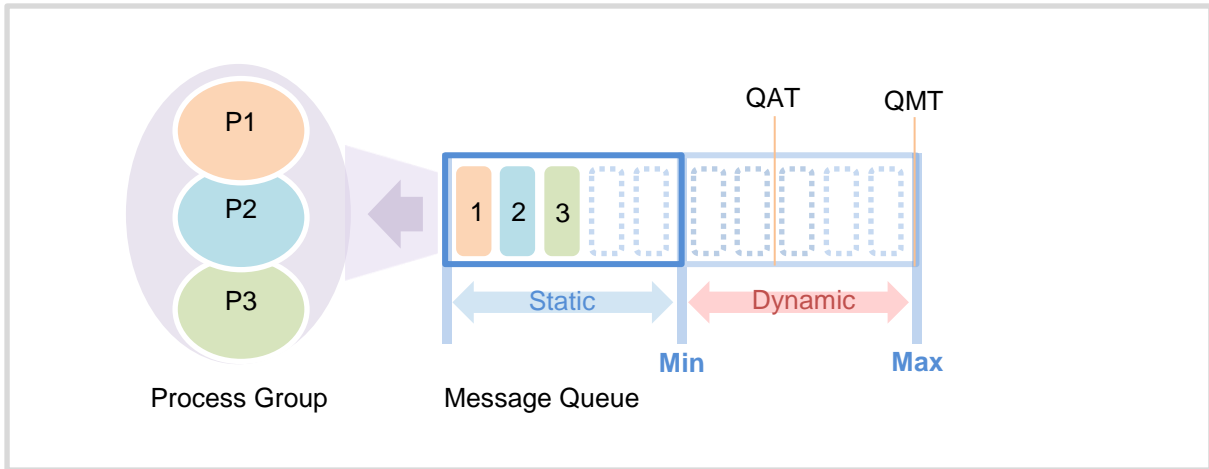 P1
P2
P3
QAT
QMT
1 2 3
Static
Dynamic
Min
Max
Process Group
Message Queue